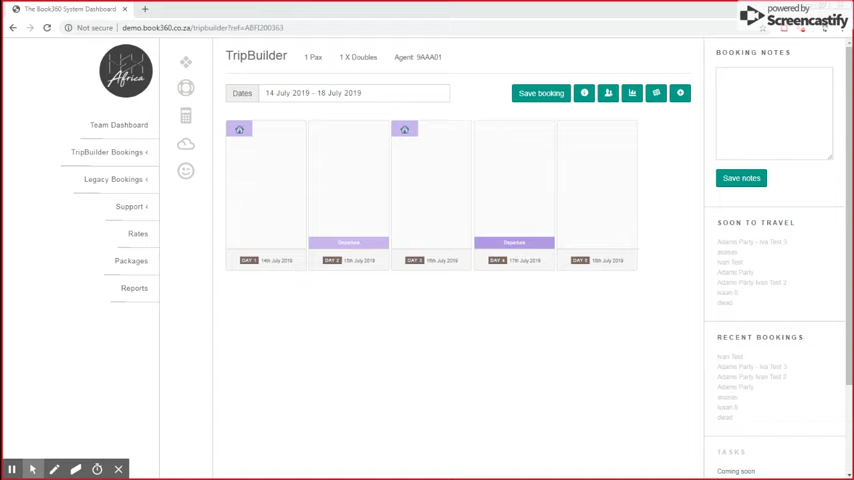 The Book360 System Dashboard
powered by
Screencastify
Not secure | demo.book360.co.za/tripbuilder?ref=ABFI200363
Africa
Team Dashboard
TripBuilder Bookings
Legacy Bookings
Support
Rates
Packages
Reports
TripBuilder
1 Pax
1 X Doubles
Agent: 9AAA01
Dates
14 July 2019 - 18 July 2019
Save booking
Departure
Departure
DAY 1 14th July 2019
DAY 2 15th July 2019
DAY 3 16th July 2019
DAY 4 17th July 2019
DAY 5 18th July 2019
BOOKING NOTES
Save notes
SOON TO TRAVEL
Adams Party - iva Test 3
Ivan Test
Adams Party
Adams Party Ivan Test 2
dwad
RECENT BOOKINGS
Ivan Test
Adams Party - iva Test 3
Adams Party Ivan Test 2
Adams Party
dwad
TASKS
Coming soon